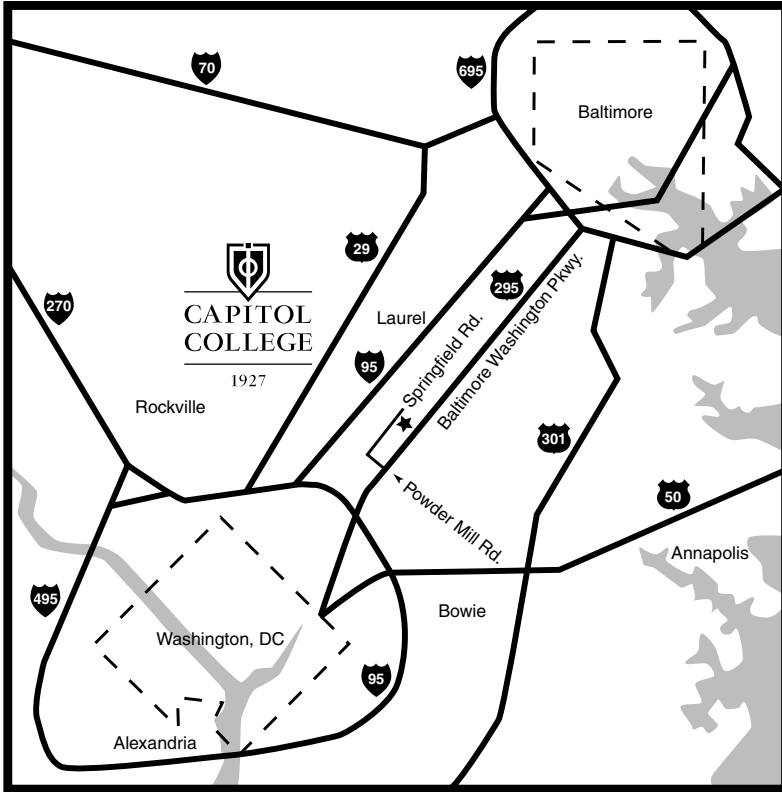 70
695
Baltimore
29
295
270
CAPITOL
COLLEGE
1927
Laurel
95
Springfield Rd.
Baltimore Washington Pkwy.
Rockville
301
50
Powder Mill Rd.
Annapolis
495
Bowie
Washington, DC
95
Alexandria